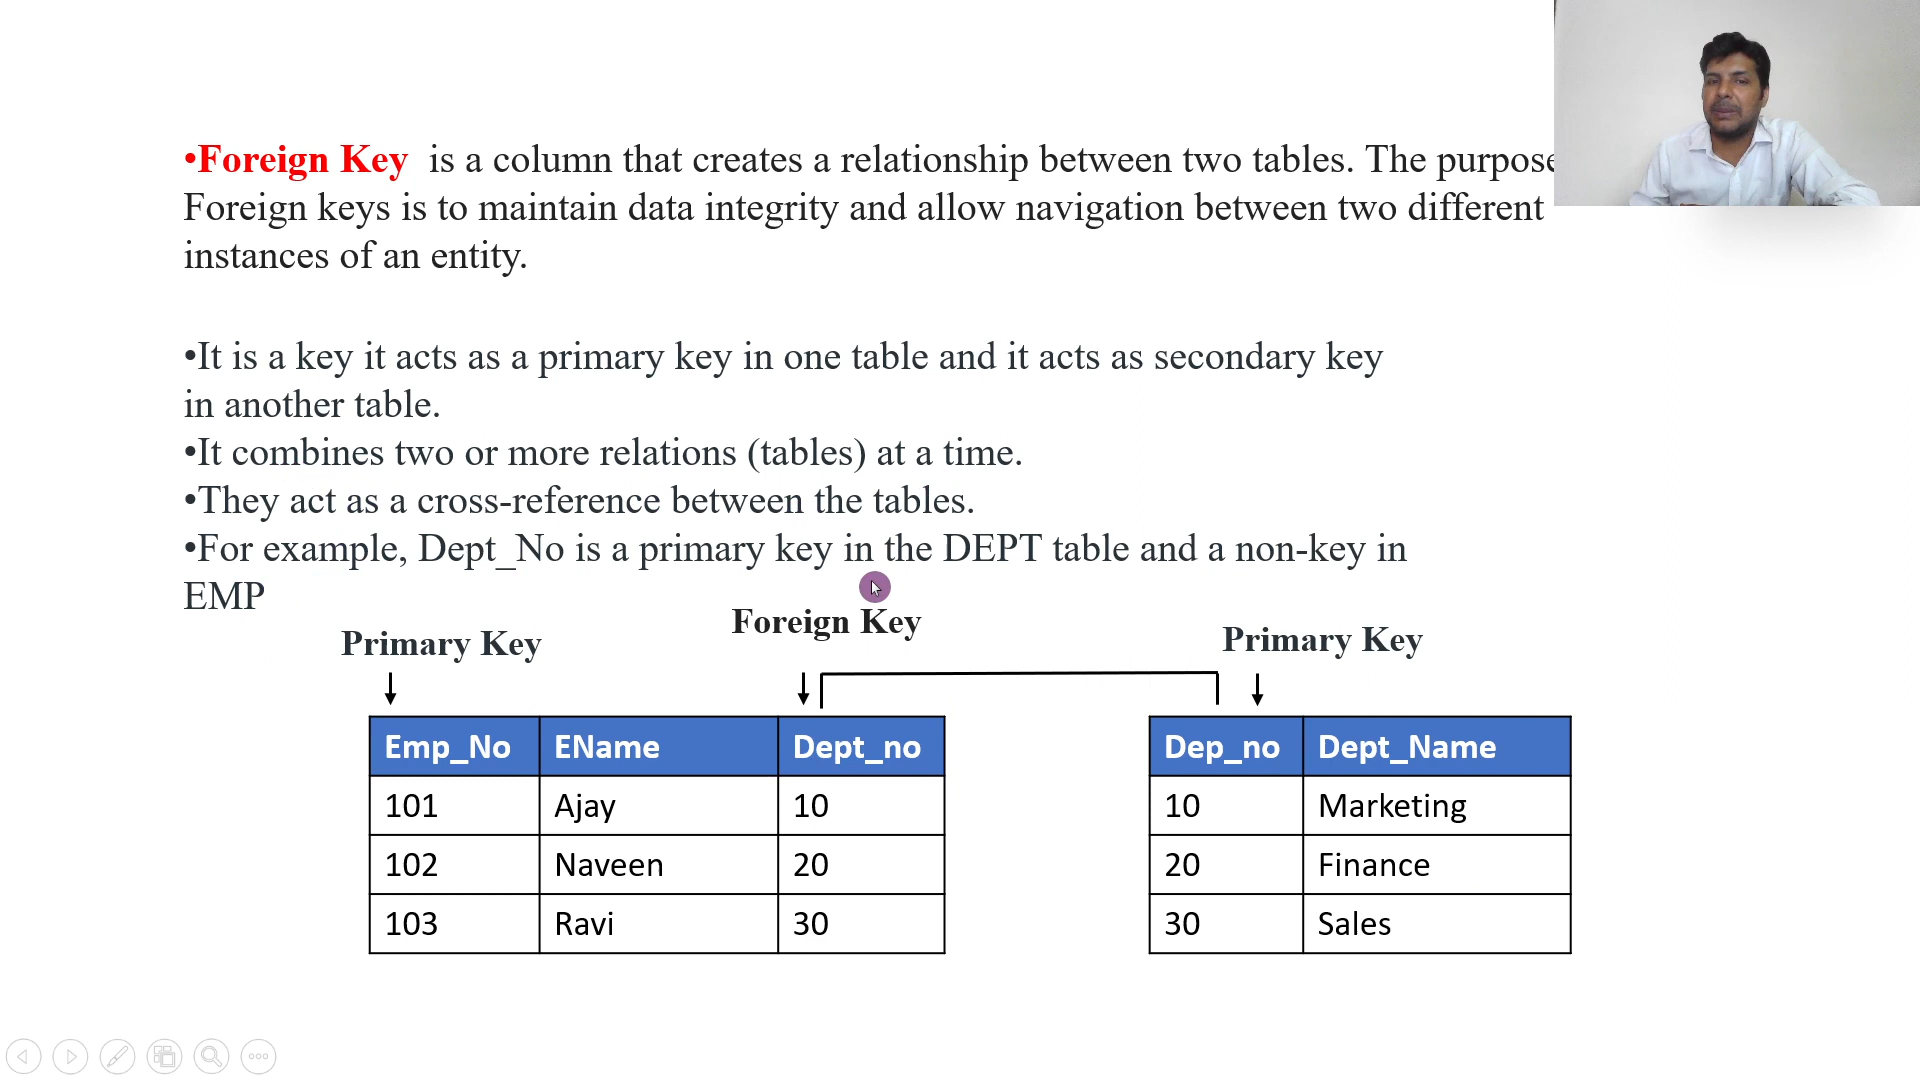 •Foreign Key is a column that creates a relationship between two tables. The purpose
Foreign keys is to maintain data integrity and allow navigation between two different
instances of an entity.
•It is a key it acts as a primary key in one table and it acts as secondary key
in another table.
•It combines two or more relations (tables) at a time.
•They act as a cross-reference between the tables.
•For example, Dept_No is a primary key in the DEPT table and a non-key in
EMP
Primary Key Foreign Key Primary Key
Emp_No EName Dept_no Dep_no Dept_Name
101 Ajay 10 10 Marketing
102 Naveen 20 20 Finance
103 Ravi 30 30 Sales